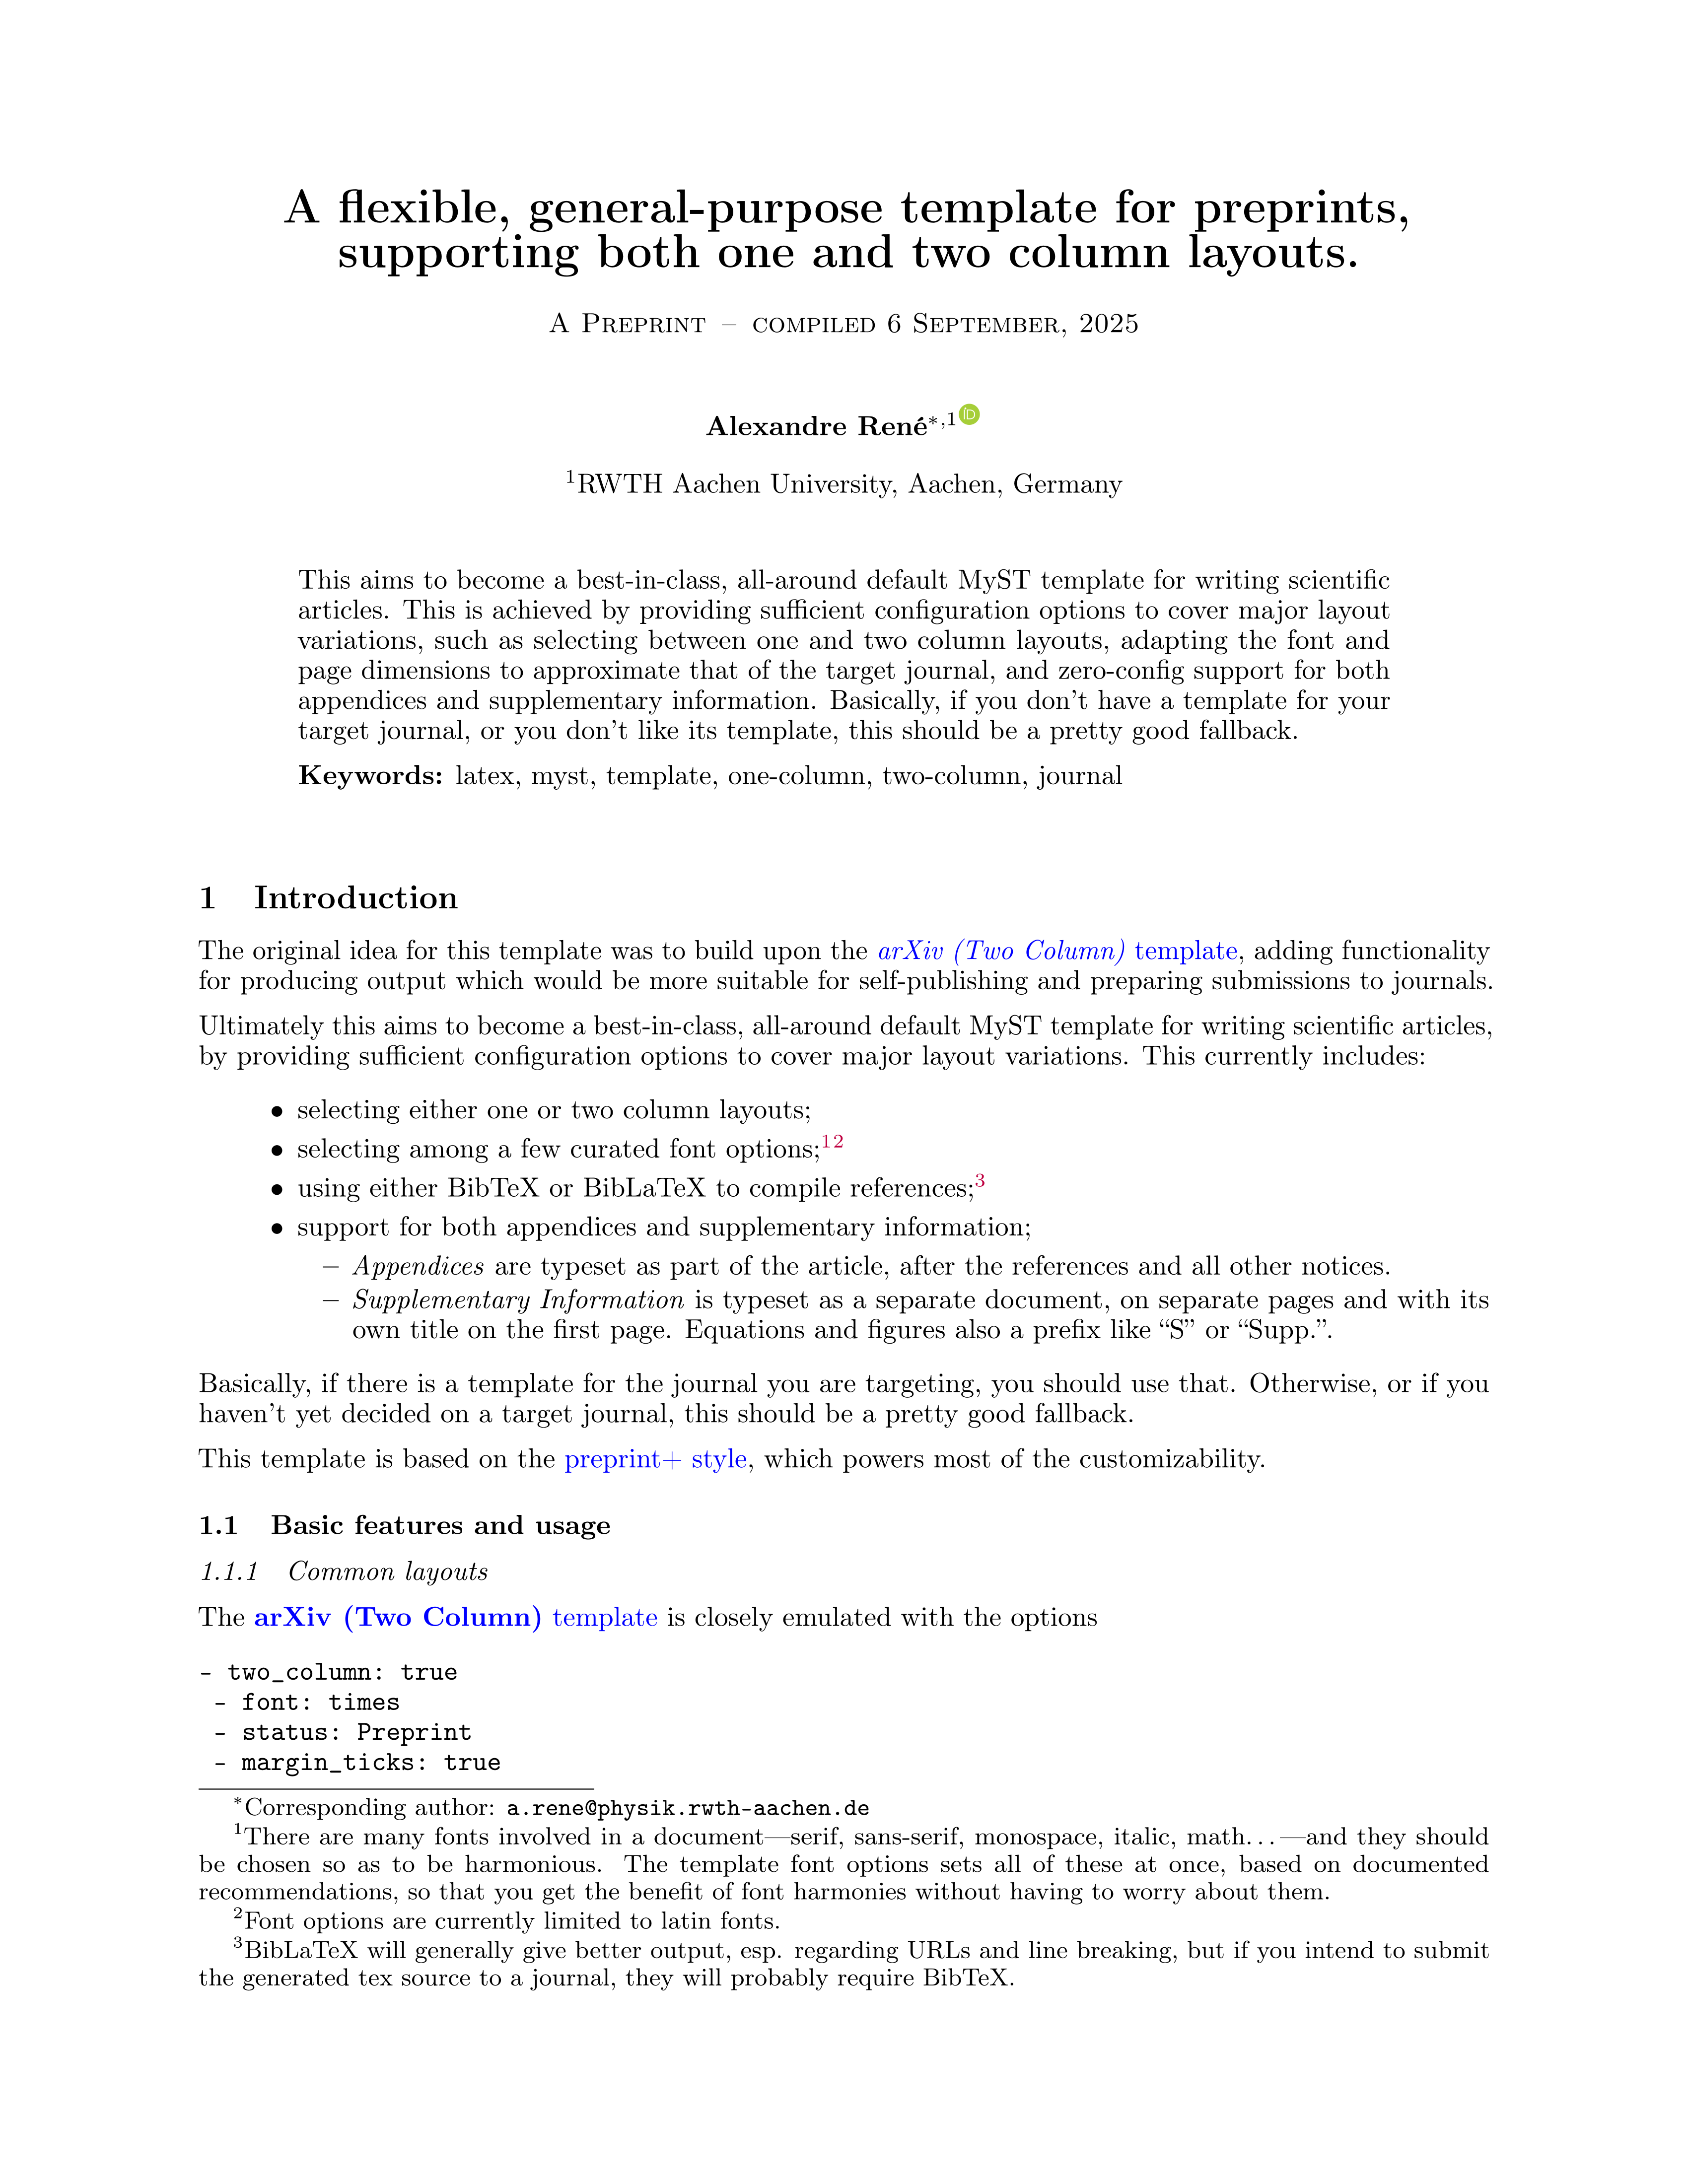 A flexible, general-purpose template for preprints,
supporting both one and two column layouts.
A Preprint – compiled 6 September, 2025
Alexandre René*,1
1RWTH Aachen University, Aachen, Germany
This aims to become a best-in-class, all-around default MyST template for writing scientific
articles. This is achieved by providing sufficient configuration options to cover major layout
variations, such as selecting between one and two column layouts, adapting the font and
page dimensions to approximate that of the target journal, and zero-config support for both
appendices and supplementary information. Basically, if you don't have a template for your
target journal, or you don't like its template, this should be a pretty good fallback.
Keywords: latex, myst, template, one-column, two-column, journal
1 Introduction
The original idea for this template was to build upon the arXiv (Two Column) template, adding functionality
for producing output which would be more suitable for self-publishing and preparing submissions to journals.
Ultimately this aims to become a best-in-class, all-around default MyST template for writing scientific articles,
by providing sufficient configuration options to cover major layout variations. This currently includes:
• selecting either one or two column layouts;
• selecting among a few curated font options;12
• using either BibTeX or BibLaTeX to compile references;3
• support for both appendices and supplementary information;
– Appendices are typeset as part of the article, after the references and all other notices.
– Supplementary Information is typeset as a separate document, on separate pages and with its
own title on the first page. Equations and figures also a prefix like “S” or “Supp.”.
Basically, if there is a template for the journal you are targeting, you should use that. Otherwise, or if you
haven't yet decided on a target journal, this should be a pretty good fallback.
This template is based on the preprint+ style, which powers most of the customizability.
1.1 Basic features and usage
1.1.1 Common layouts
The arXiv (Two Column) template is closely emulated with the options
- two_column: true
- font: times
- status: Preprint
- margin_ticks: true
*Corresponding author: a.rene@physik.rwth-aachen.de
1There are many fonts involved in a document—serif, sans-serif, monospace, italic, math…—and they should
be chosen so as to be harmonious. The template font options sets all of these at once, based on documented
recommendations, so that you get the benefit of font harmonies without having to worry about them.
2Font options are currently limited to latin fonts.
3BibLaTeX will generally give better output, esp. regarding URLs and line breaking, but if you intend to submit
the generated tex source to a journal, they will probably require BibTeX.